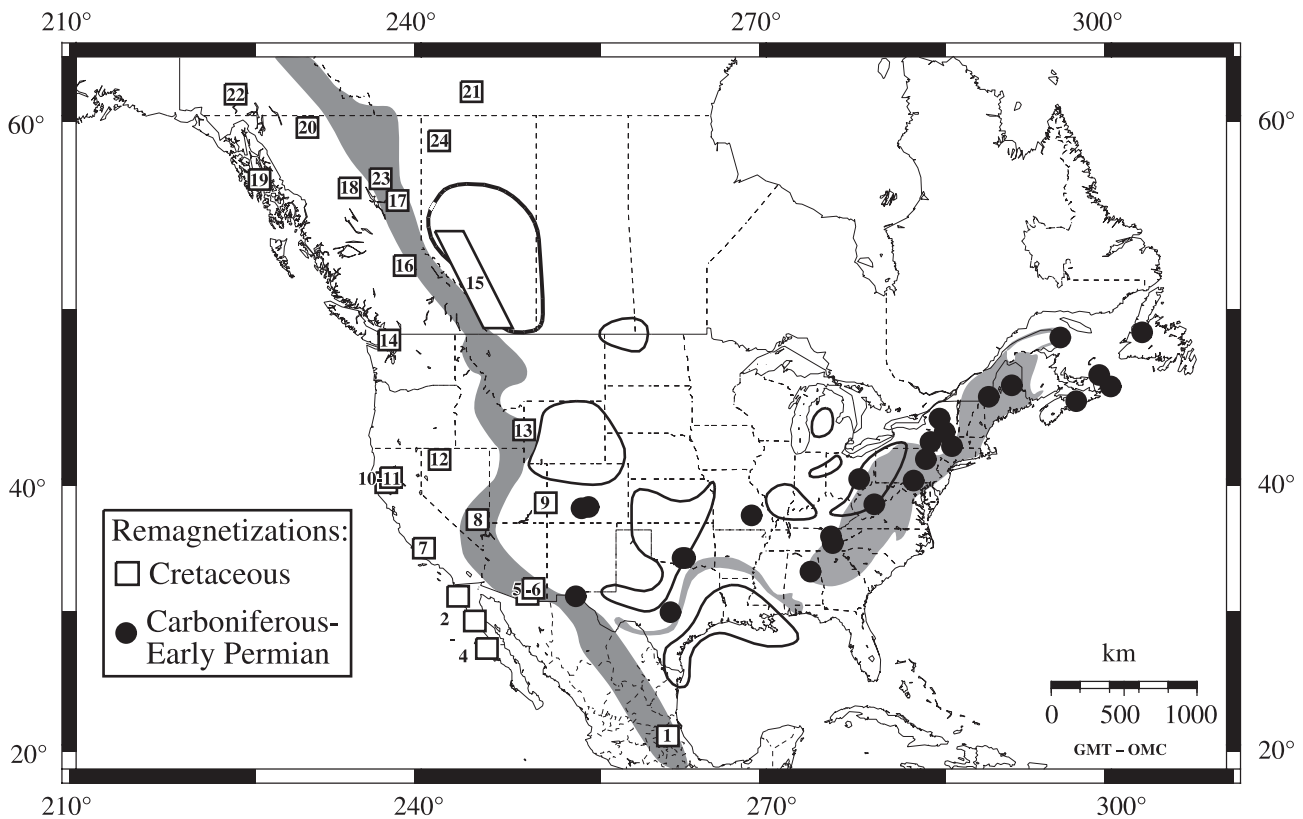 210° 240° 270° 300°
22 21
60° 60°
20
24
19 18 23 17
16
15
14
13
12
10-11
40° 40°
9
8
7
5-6
2
-
4
1
20° 20°
Remagnetizations:
Cretaceous
Carboniferous-
Early Permian
km
0 500 1000
GMT – OMC
210° 240° 270° 300°